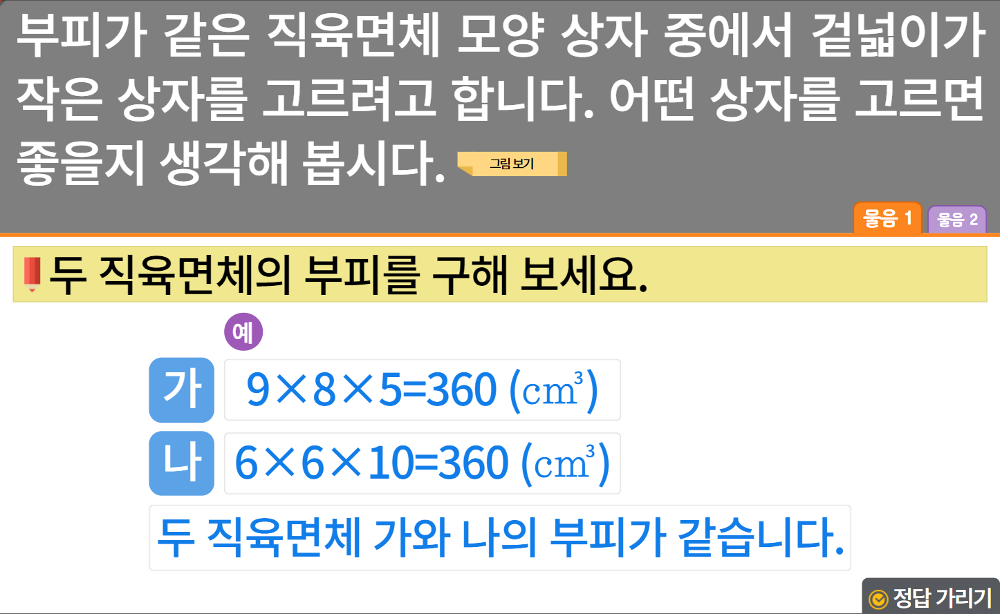 부피가 같은 직육면체 모양 상자 중에서 겉넓이가
작은 상자를 고르려고 합니다. 어떤 상자를 고르면
좋을지 생각해 봅시다. 그림 보기
물음 1 물음 2
두 직육면체의 부피를 구해 보세요.
예
가 9×8×5=360 (cm³)
나 6×6×10=360 (cm³)
두 직육면체 가와 나의 부피가 같습니다.
정답 가리기